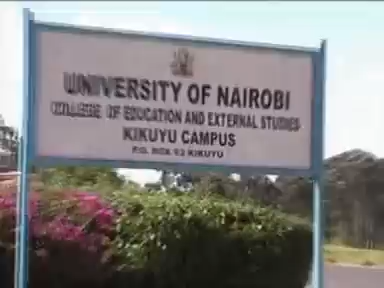 UNIVERSITY OF NAIROBI
COLLEGE OF EDUCATION AND EXTERNAL STUDIES
KIKUYU CAMPUS
P.O. BOX 92 KIKUYU